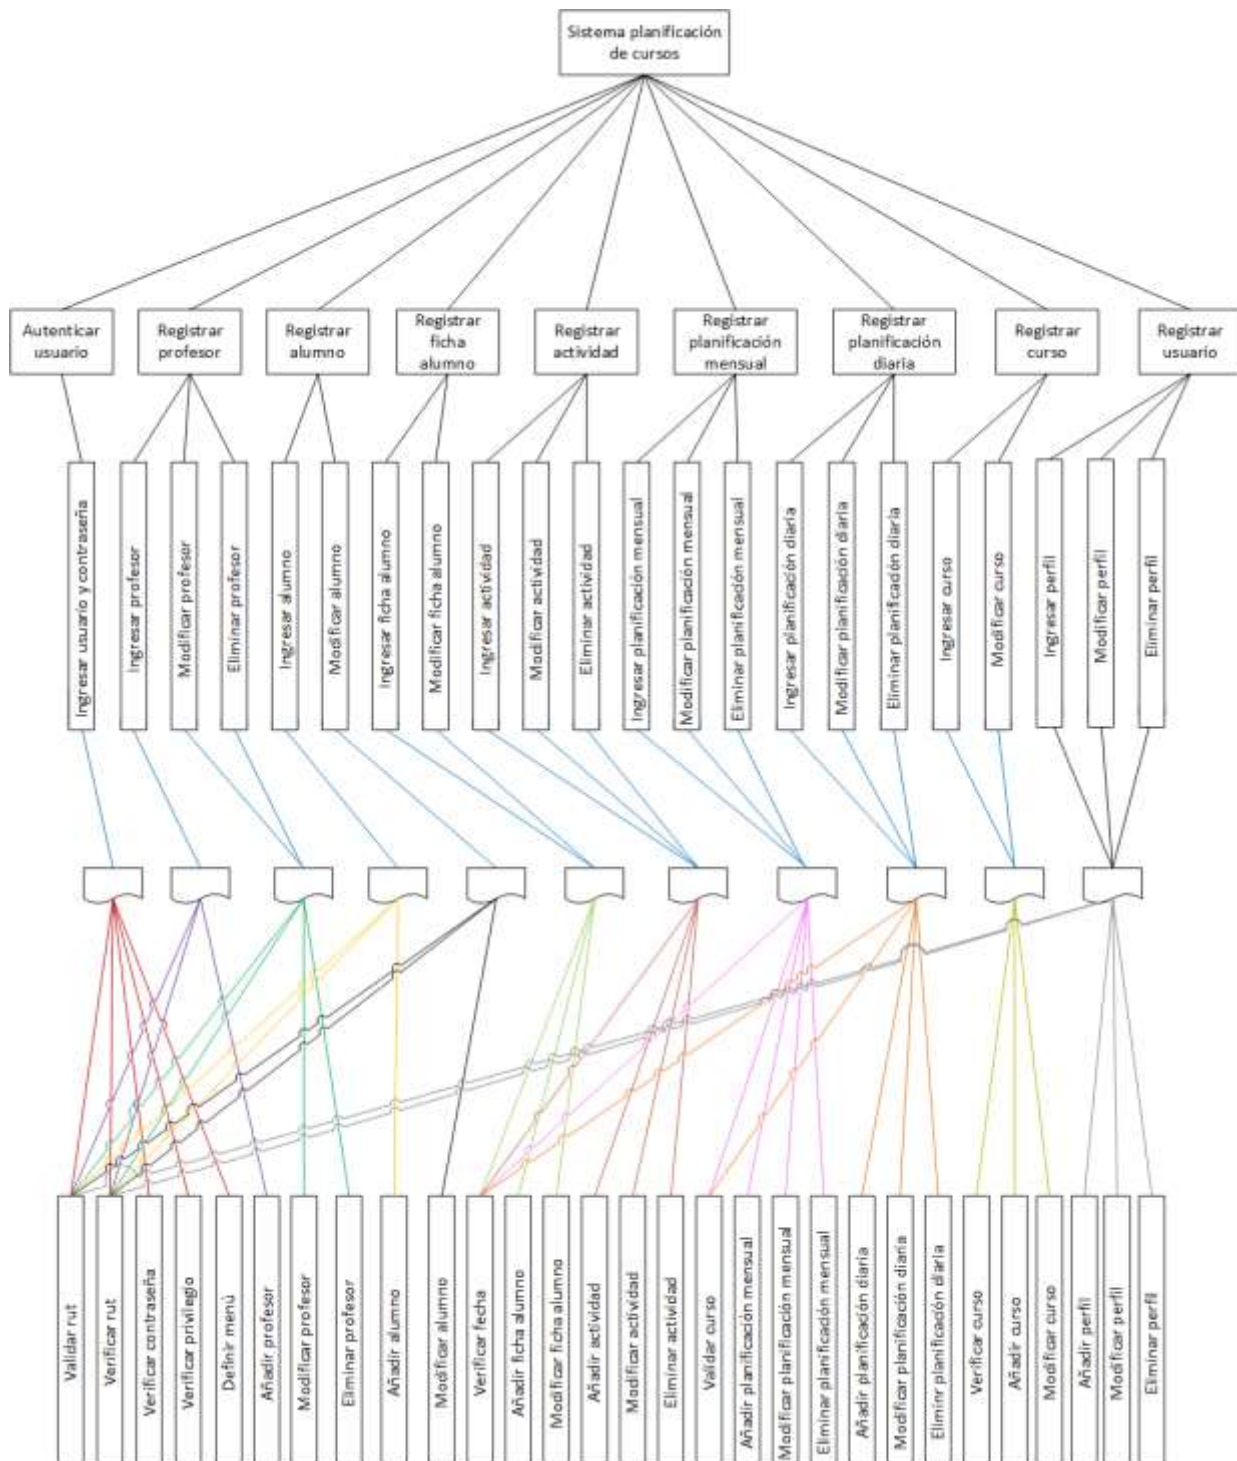 Sistema planificación
de cursos
Autenticar
usuario
Registrar
profesor
Registrar
alumno
Registrar
ficha
alumno
Registrar
actividad
Registrar
planificación
mensual
Registrar
planificación
diaria
Registrar
curso
Registrar
usuario
Ingresar usuario y contraseña
Ingresar profesor
Modificar profesor
Eliminar profesor
Ingresar alumno
Modificar alumno
Ingresar ficha alumno
Modificar ficha alumno
Ingresar actividad
Modificar actividad
Eliminar actividad
Ingresar planificación mensual
Modificar planificación mensual
Eliminar planificación mensual
Ingresar planificación diaria
Modificar planificación diaria
Eliminar planificación diaria
Ingresar curso
Modificar curso
Ingresar perfil
Modificar perfil
Eliminar perfil
Validar rut
Verificar rut
Verificar contraseña
Verificar privilegio
Definir menú
Añadir profesor
Modificar profesor
Eliminar profesor
Añadir alumno
Modificar alumno
Verificar fecha
Añadir ficha alumno
Modificar ficha alumno
Añadir actividad
Modificar actividad
Eliminar actividad
Validar curso
Añadir planificación mensual
Modificar planificación mensual
Eliminar planificación mensual
Añadir planificación diaria
Modificar planificación diaria
Eliminr planificación diaria
Verificar curso
Añadir curso
Modificar curso
Añadir perfil
Modificar perfil
Eliminar perfil